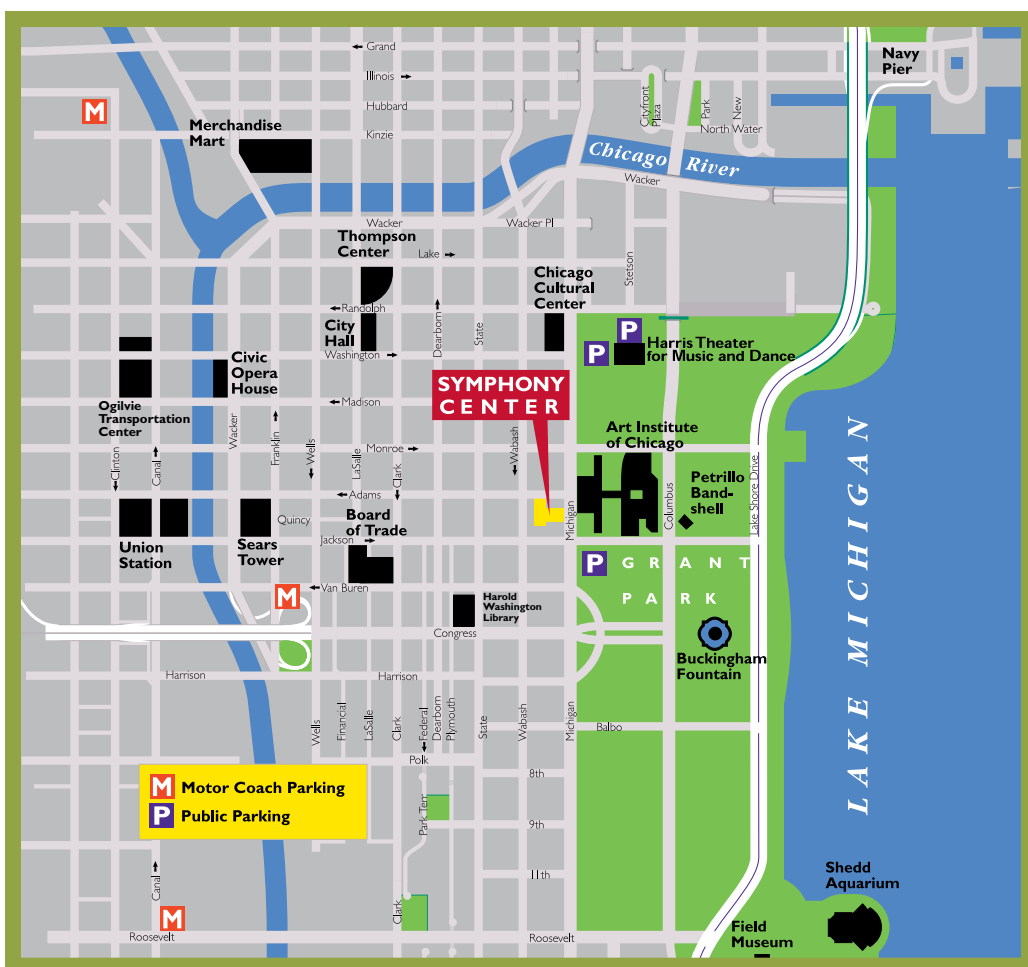 Grand
Navy
Pier
Illinois
M
Hubbard
Cityfront
Plaza
Park
New
Merchandise
Mart
Kinzie
North Water
Chicago River
Wacker
Wacker
Wacker Pl
Thompson
Center
Lake
Stetson
Chicago
Cultural
Center
Randolph
Dearborn
State
City
Hall
P
P
Harris Theater
for Music and Dance
Washington
Civic
Opera
House
SYMPHONY
CENTER
Ogilvie
Transportation
Center
Madison
Wacker
Franklin
Wells
Art Institute
of Chicago
Monroe
Wabash
LaSalle
Clark
Clinton
Canal
Adams
Petrillo
Band-
shell
Michigan
Columbus
Lake Shore Drive
LAKE MICHIGAN
Quincy
Board
of Trade
Jackson
Union
Station
Sears
Tower
P
GRANT
PARK
M
Van Buren
Harold
Washington
Library
Congress
Buckingham
Fountain
Harrison
Harrison
Wells
Financial
LaSalle
Clark
Federal
Dearborn
Plymouth
State
Wabash
Michigan
Balbo
Polk
8th
M Motor Coach Parking
P Public Parking
Park Terr
9th
11th
Canal
Clark
Shedd
Aquarium
M
Field
Museum
Roosevelt
Roosevelt